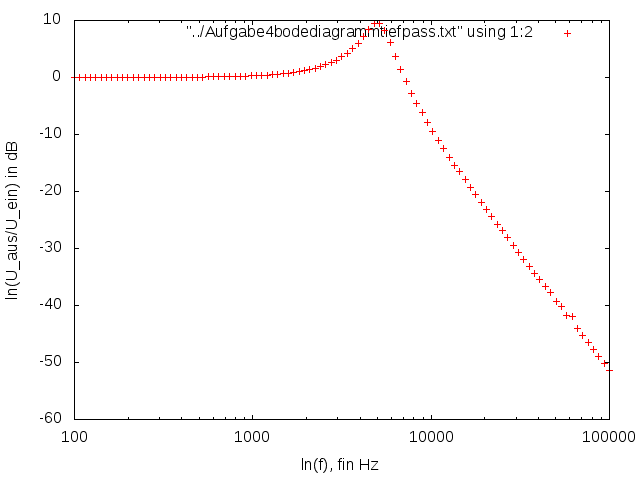 10
"../Aufgabe4bodediagrammtiefpass.txt" using 1:2
0
-10
-20
-30
-40
-50
-60
ln(U_aus/U_ein) in dB
100 1000 10000 100000
ln(f), fin Hz